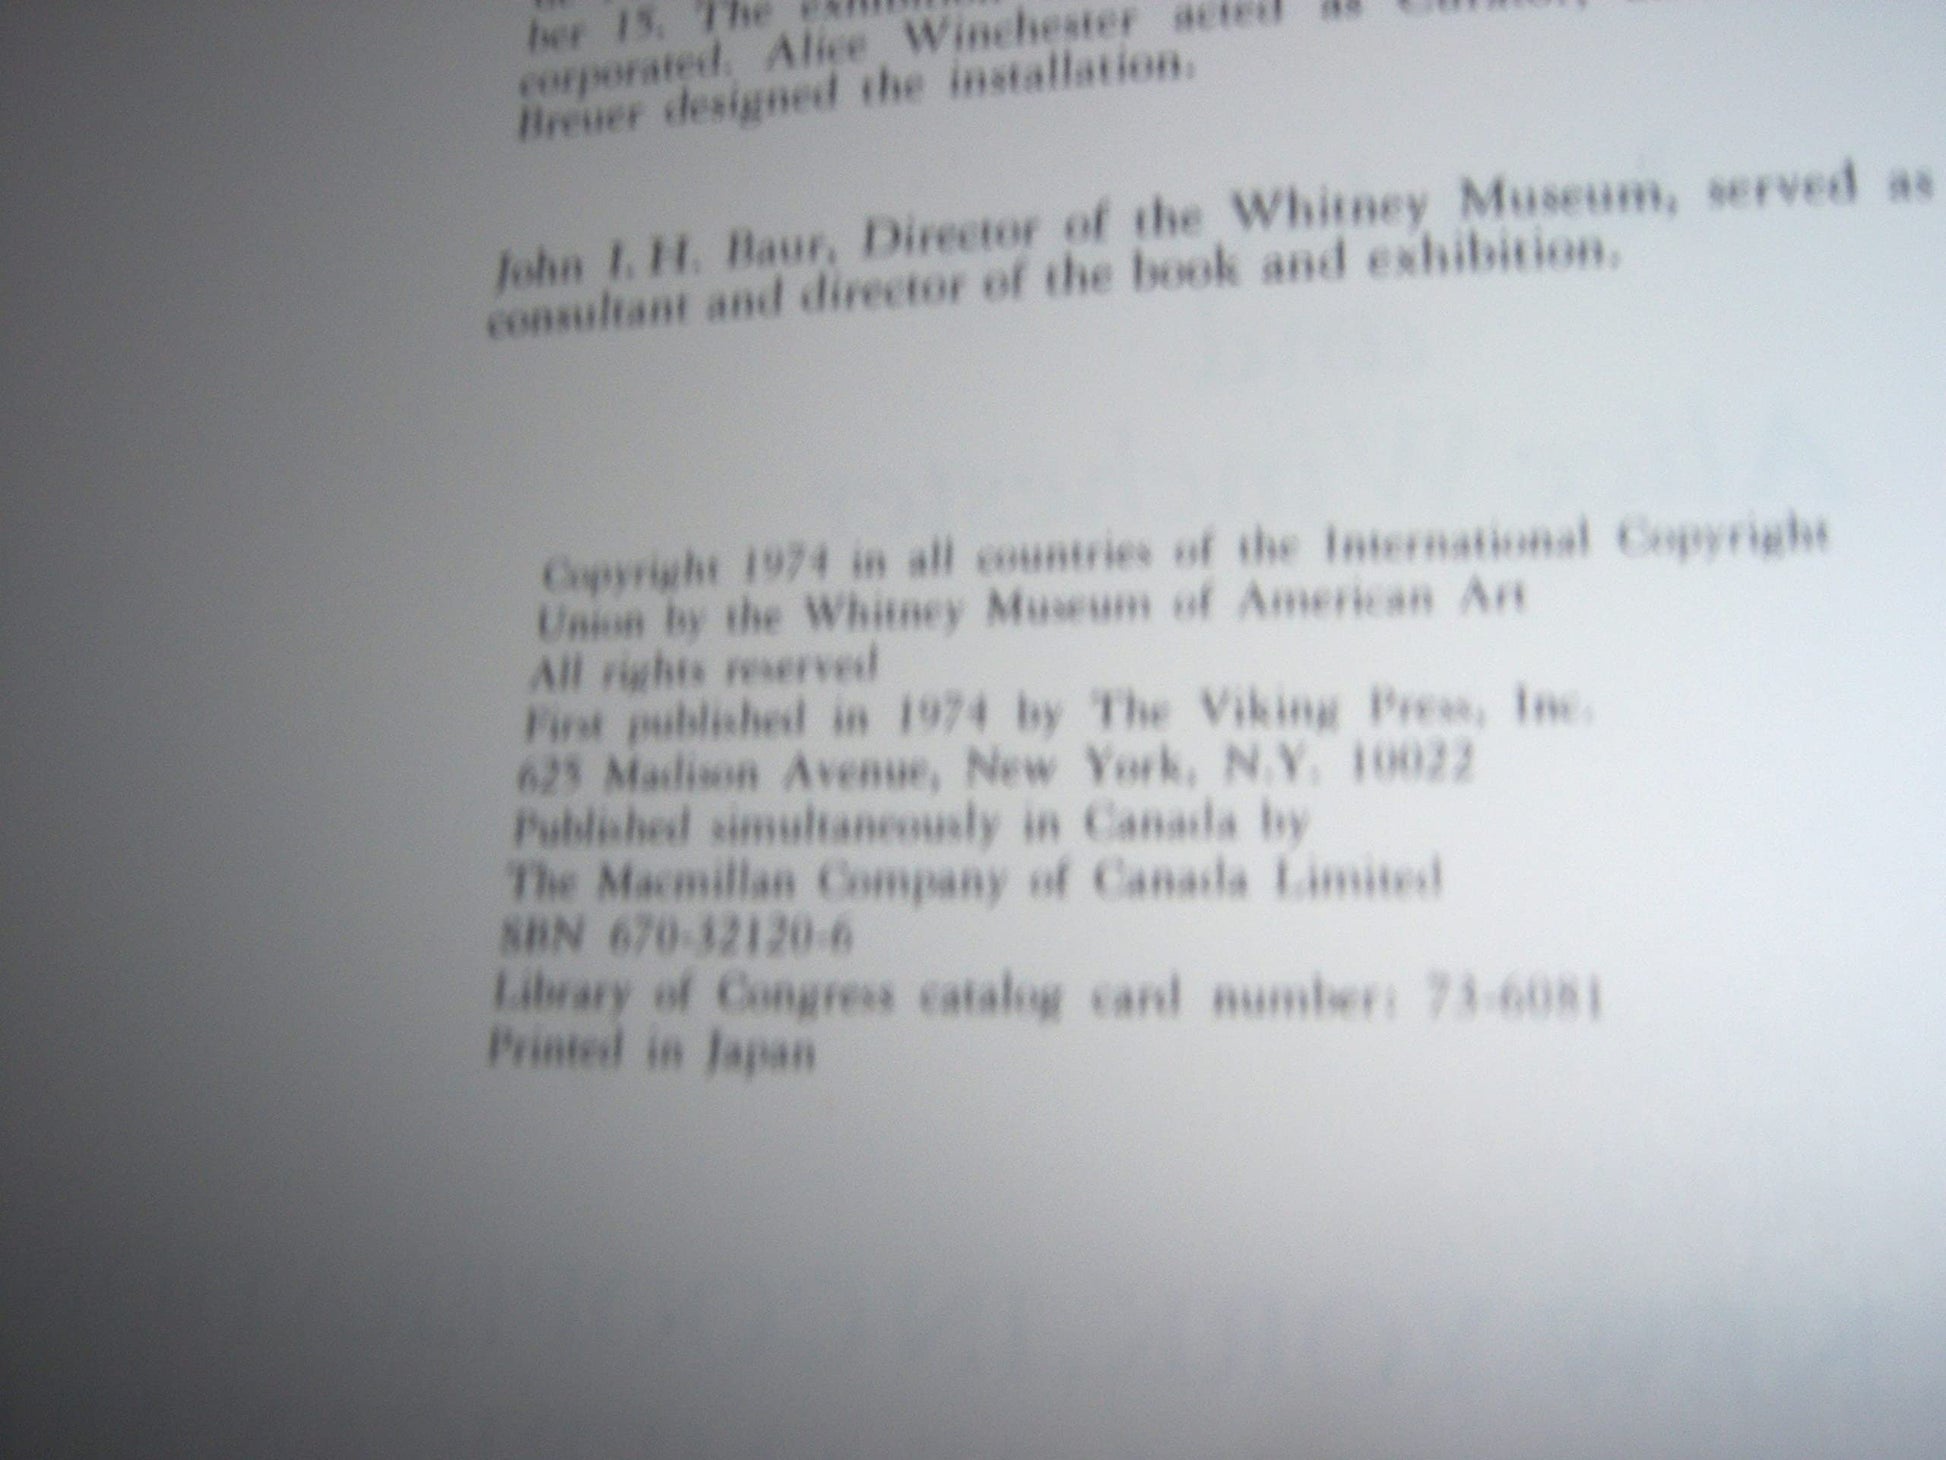 ber 15. The exhibition
corporated. Alice Winchester acted as Curator,
Breuer designed the installation.
John I. H. Baur, Director of the Whitney Museum, served as
consultant and director of the book and exhibition.
Copyright 1974 in all countries of the International Copyright
Union by the Whitney Museum of American Art
All rights reserved
First published in 1974 by The Viking Press, Inc.
625 Madison Avenue, New York, N.Y. 10022
Published simultaneously in Canada by
The Macmillan Company of Canada Limited
SBN 670-32120-6
Library of Congress catalog card number: 73-6081
Printed in Japan